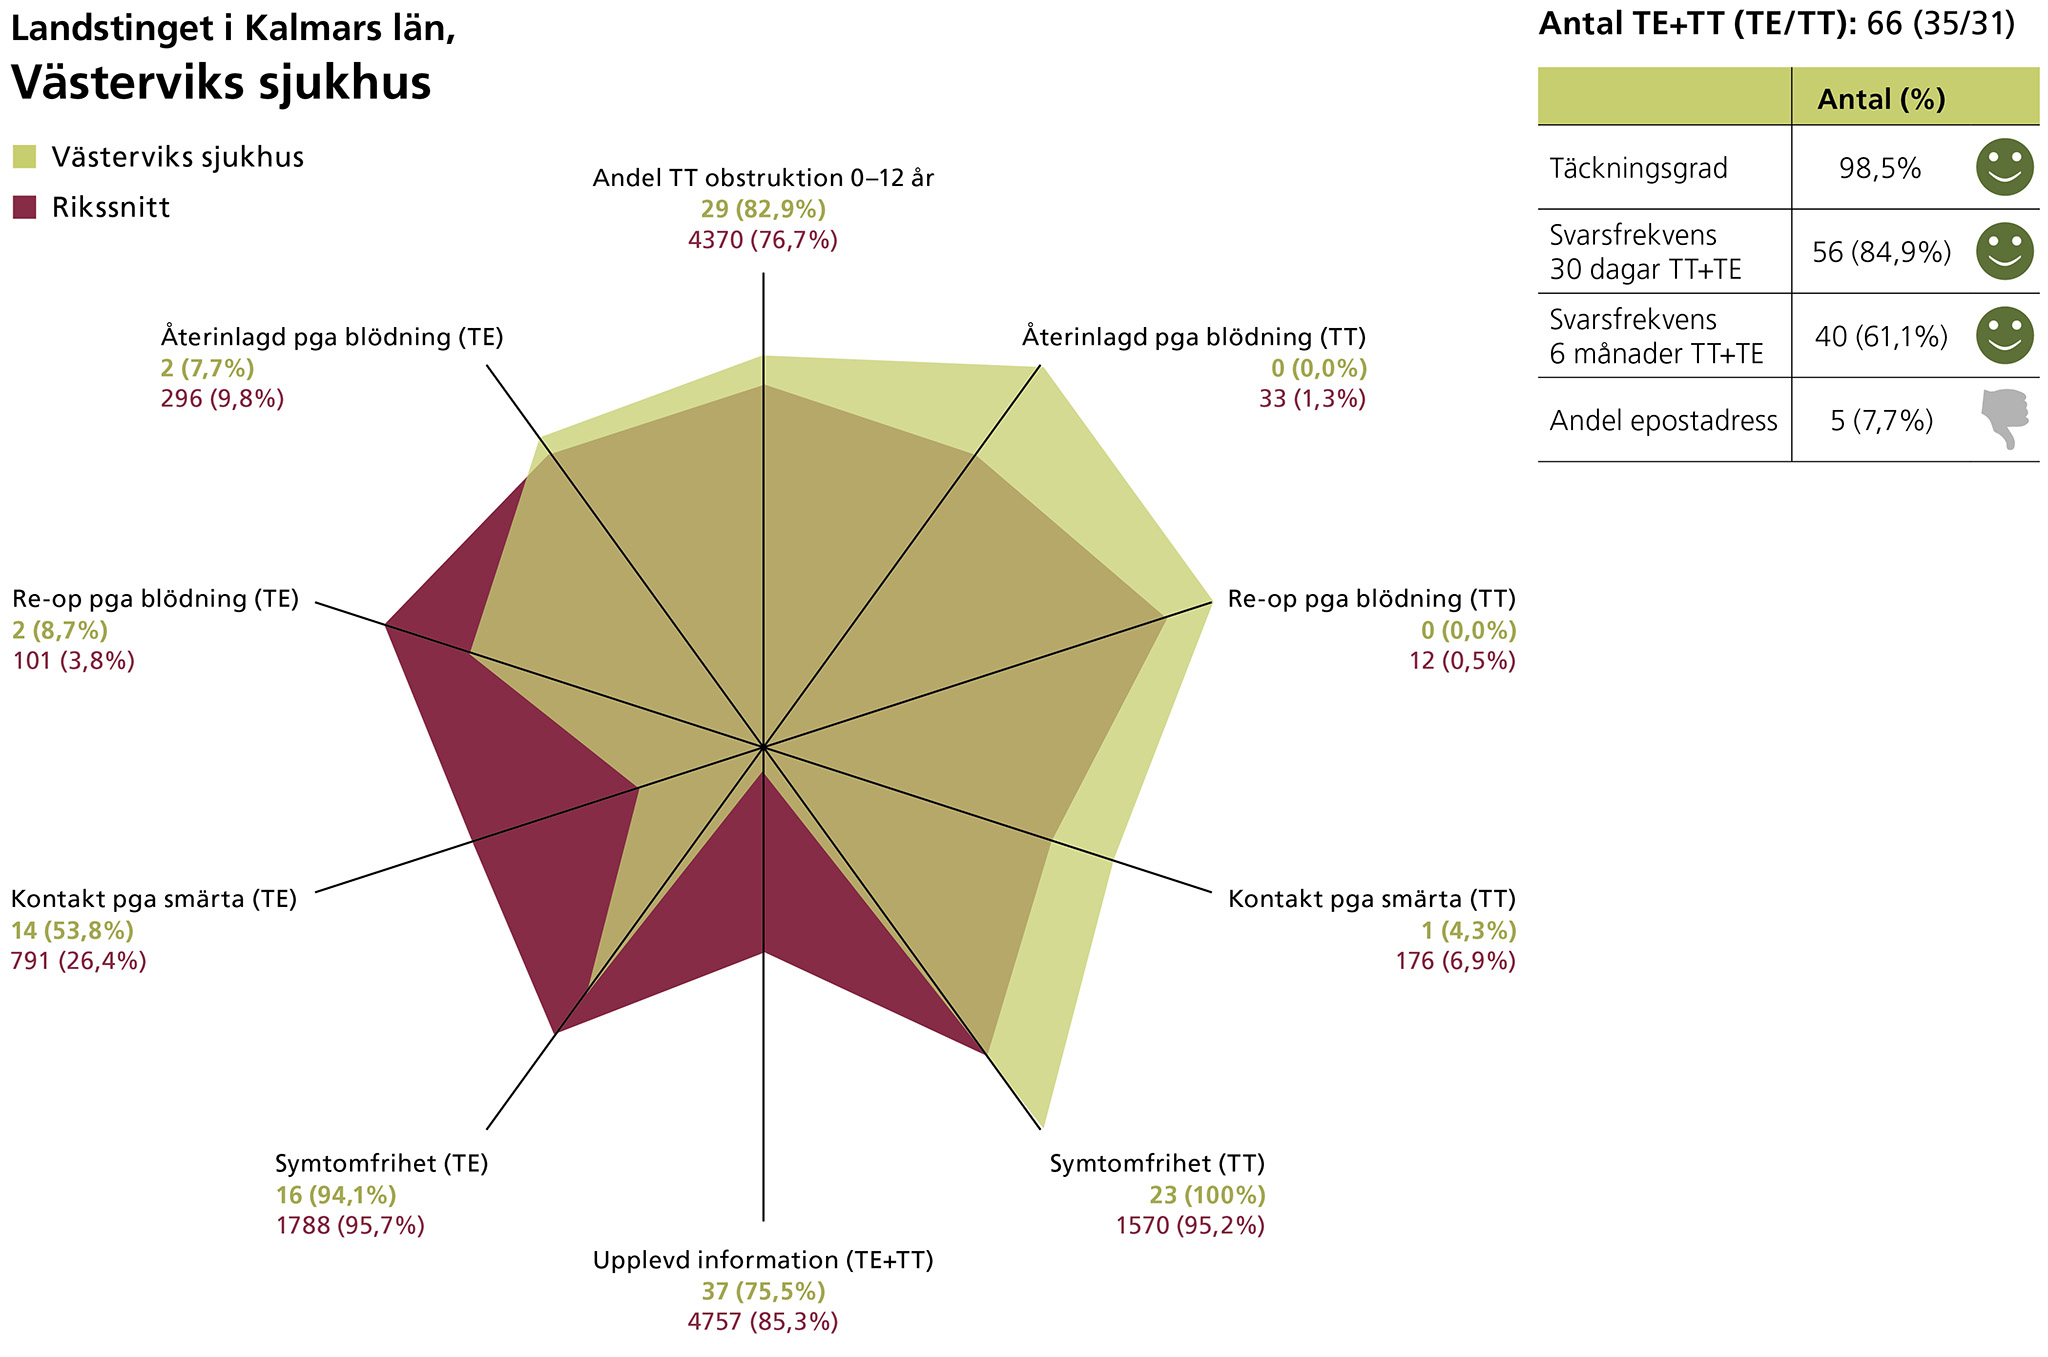 Landstinget i Kalmars län,
Västerviks sjukhus
Västerviks sjukhus
Rikssnitt
Antal TE+TT (TE/TT): 66 (35/31)
Antal (%)
Täckningsgrad 98,5%
Svarsfrekvens
30 dagar TT+TE 56 (84,9%)
Svarsfrekvens
6 månader TT+TE 40 (61,1%)
Andel epostadress 5 (7,7%)
Andel TT obstruktion 0–12 år
29 (82,9%)
4370 (76,7%)
Återinlagd pga blödning (TE)
2 (7,7%)
296 (9,8%)
Återinlagd pga blödning (TT)
0 (0,0%)
33 (1,3%)
Re-op pga blödning (TE)
2 (8,7%)
101 (3,8%)
Re-op pga blödning (TT)
0 (0,0%)
12 (0,5%)
Kontakt pga smärta (TE)
14 (53,8%)
791 (26,4%)
Kontakt pga smärta (TT)
1 (4,3%)
176 (6,9%)
Symtomfrihet (TE)
16 (94,1%)
1788 (95,7%)
Symtomfrihet (TT)
23 (100%)
1570 (95,2%)
Upplevd information (TE+TT)
37 (75,5%)
4757 (85,3%)